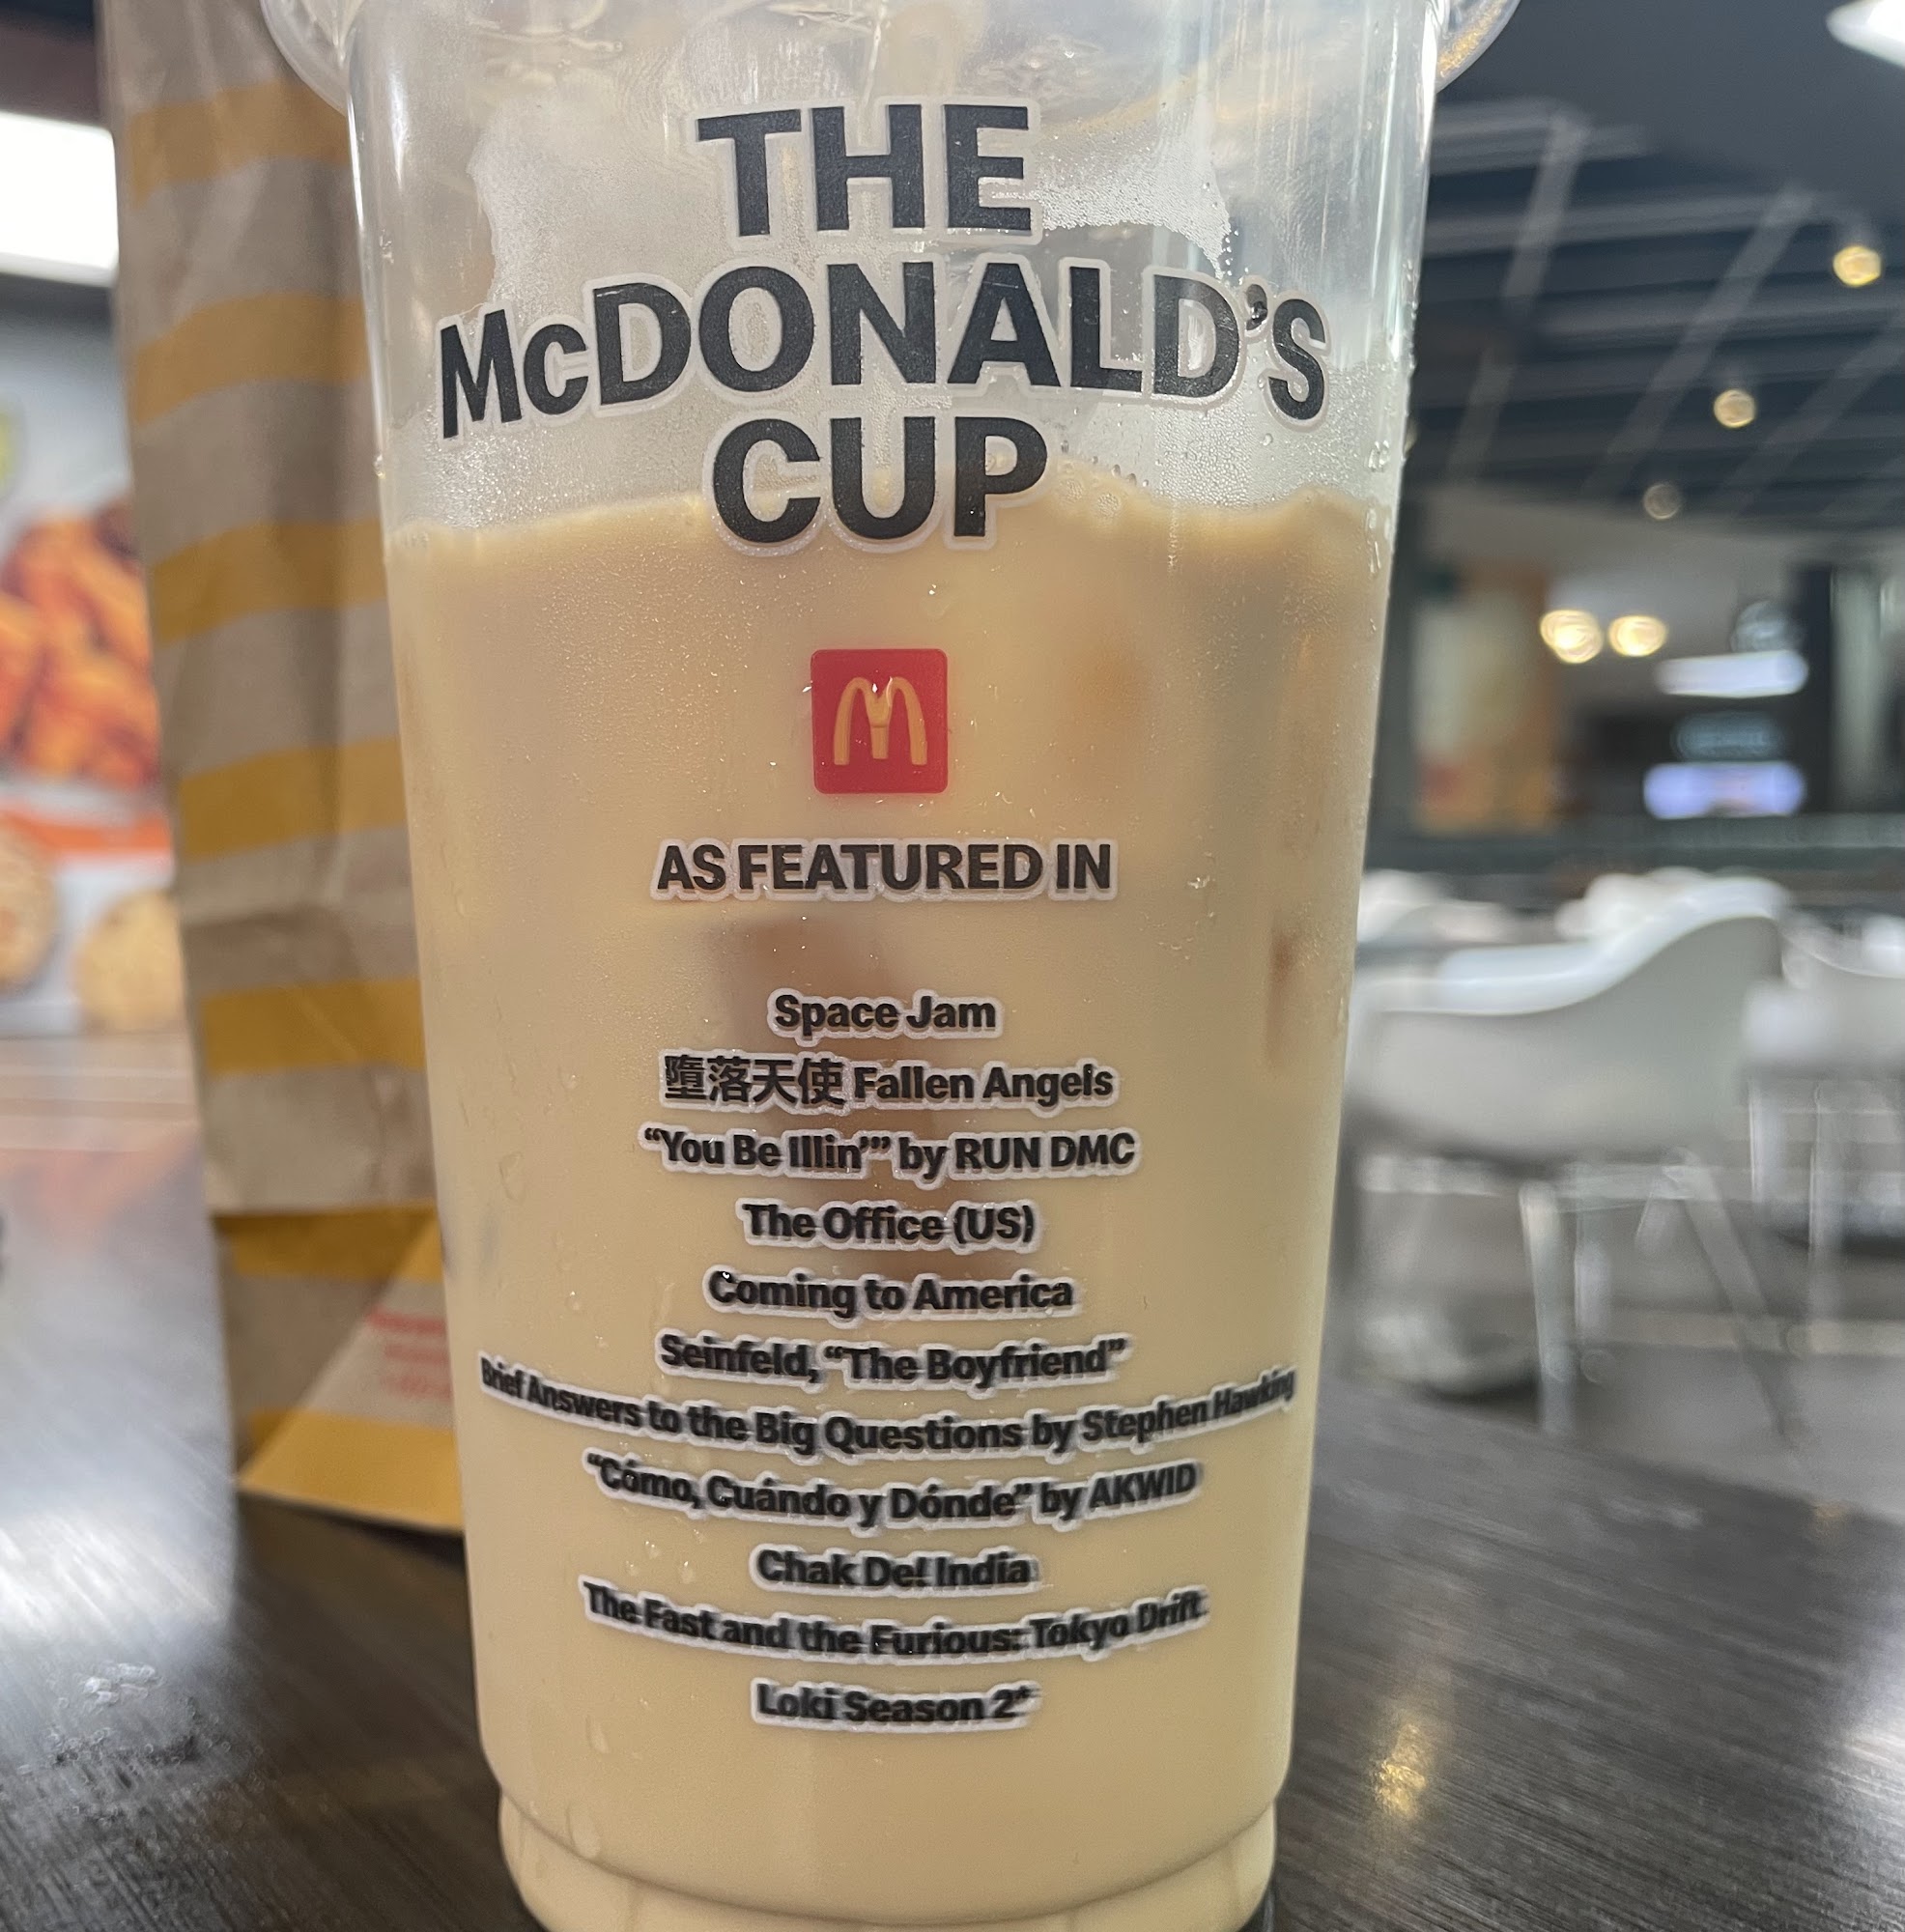 THE
McDONALD'S
CUP
AS FEATURED IN
Space Jam
墮落天使 Fallen Angels
“You Be Illin’” by RUN DMC
The Office (US)
Coming to America
Seinfeld, “The Boyfriend”
Brief Answers to the Big Questions by Stephen Hawking
“Cómo, Cuándo y Dónde” by AKWID
Chak De! India
The Fast and the Furious: Tokyo Drift
Loki Season 2*